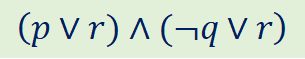 (p ∨ r) ∧ (¬q ∨ r)